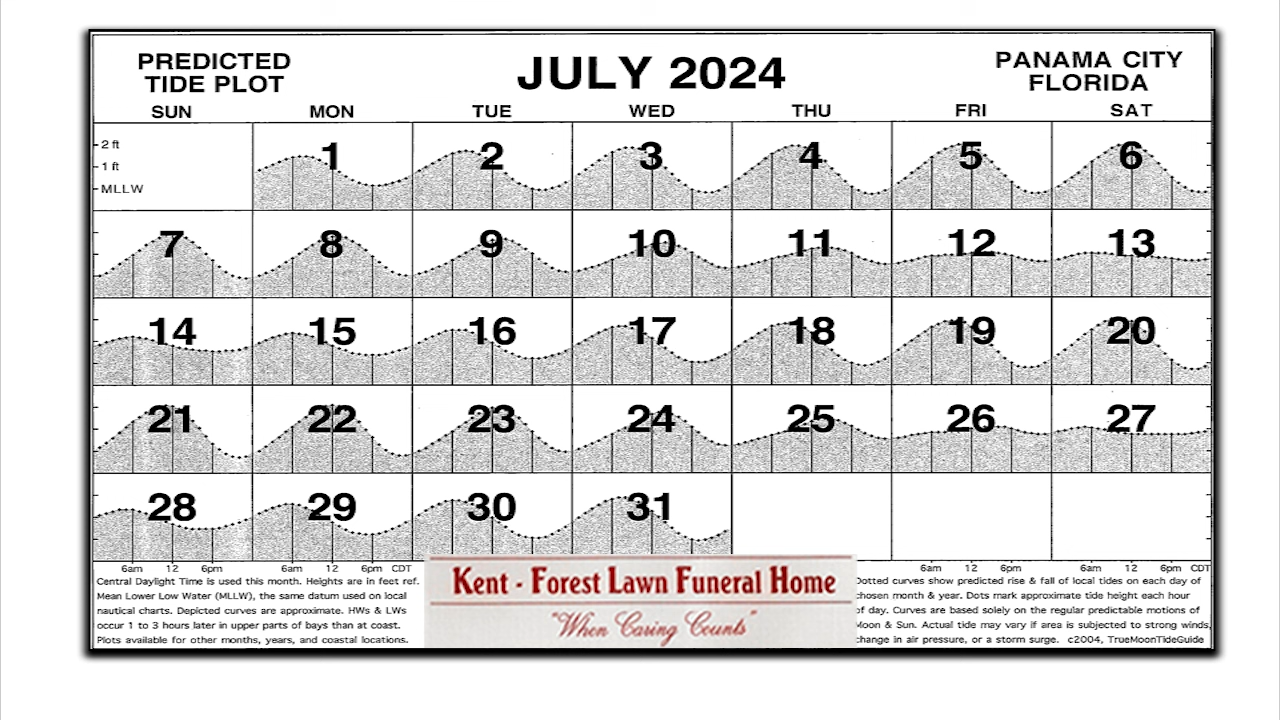 PREDICTED
TIDE PLOT
JULY 2024
PANAMA CITY
FLORIDA
SUN MON TUE WED THU FRI SAT
2 ft
1 ft
MLLW
1 2 3 4 5 6
7 8 9 10 11 12 13
14 15 16 17 18 19 20
21 22 23 24 25 26 27
28 29 30 31
6am 12 6pm 6am 12 6pm CDT 6am 12 6pm 6am 12 6pm CDT
Central Daylight Time is used this month. Heights are in feet ref.
Mean Lower Low Water (MLLW), the same datum used on local
nautical charts. Depicted curves are approximate. HWs & LWs
occur 1 to 3 hours later in upper parts of bays than at coast.
Plots available for other months, years, and coastal locations.
Kent - Forest Lawn Funeral Home
"When Caring Counts"
Dotted curves show predicted rise & fall of local tides on each day of
chosen month & year. Dots mark approximate tide height each hour
of day. Curves are based solely on the regular predictable motions of
Moon & Sun. Actual tide may vary if area is subjected to strong winds,
change in air pressure, or a storm surge. c2004, TrueMoonTideGuide